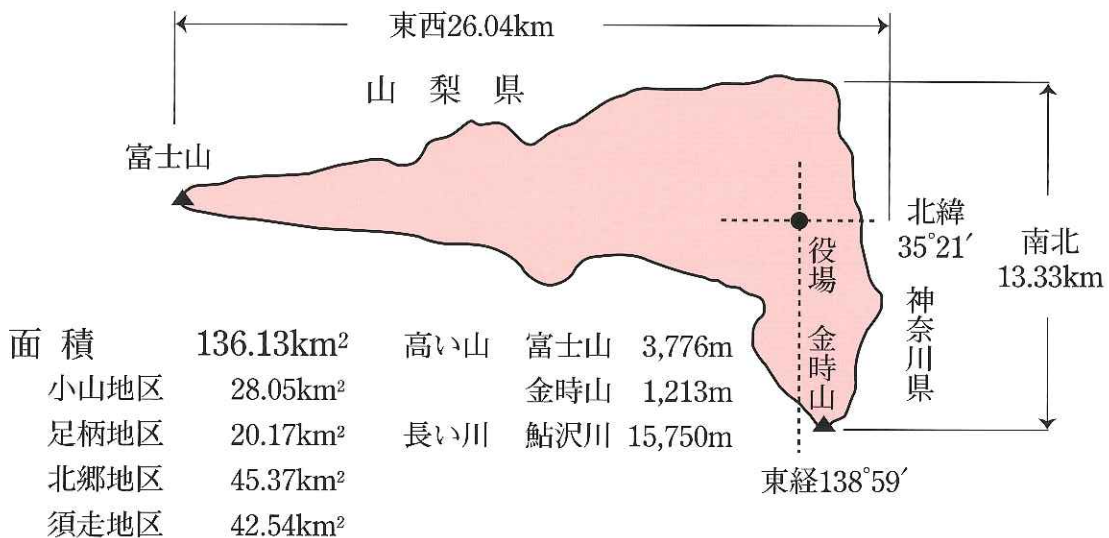 東西26.04km
山梨県
富士山
北緯
35°21′
南北
13.33km
役場
金時山
神奈川県
東経138°59′
面積 136.13km²
小山地区 28.05km²
足柄地区 20.17km²
北郷地区 45.37km²
須走地区 42.54km²
高い山 富士山 3,776m
金時山 1,213m
長い川 鮎沢川 15,750m